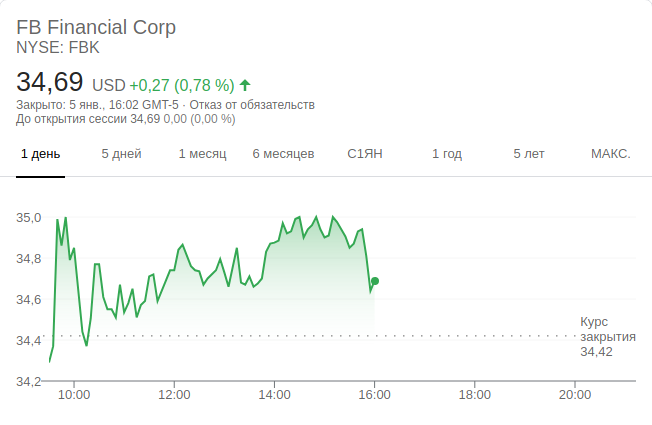 FB Financial Corp
NYSE: FBK
34,69 USD +0,27 (0,78 %)
Закрыто: 5 янв., 16:02 GMT-5 · Отказ от обязательств
До открытия сессии 34,69 0,00 (0,00 %)
1 день 5 дней 1 месяц 6 месяцев С1ЯН 1 год 5 лет МАКС.
35,0
34,8
34,6
34,4
34,2
Курс
закрытия
34,42
10:00 12:00 14:00 16:00 18:00 20:00